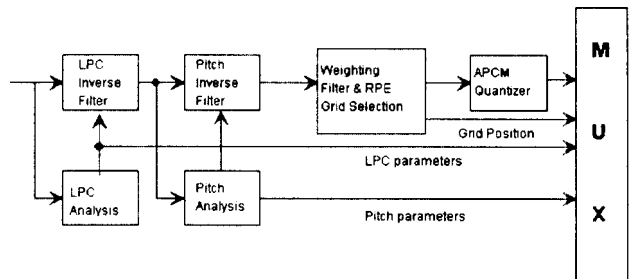 LPC
Inverse
Filter
Pitch
Inverse
Filter
Weighting
Filter & RPE
Grid Selection
APCM
Quantizer
M
U
X
Grid Position
LPC parameters
LPC
Analysis
Pitch
Analysis
Pitch parameters